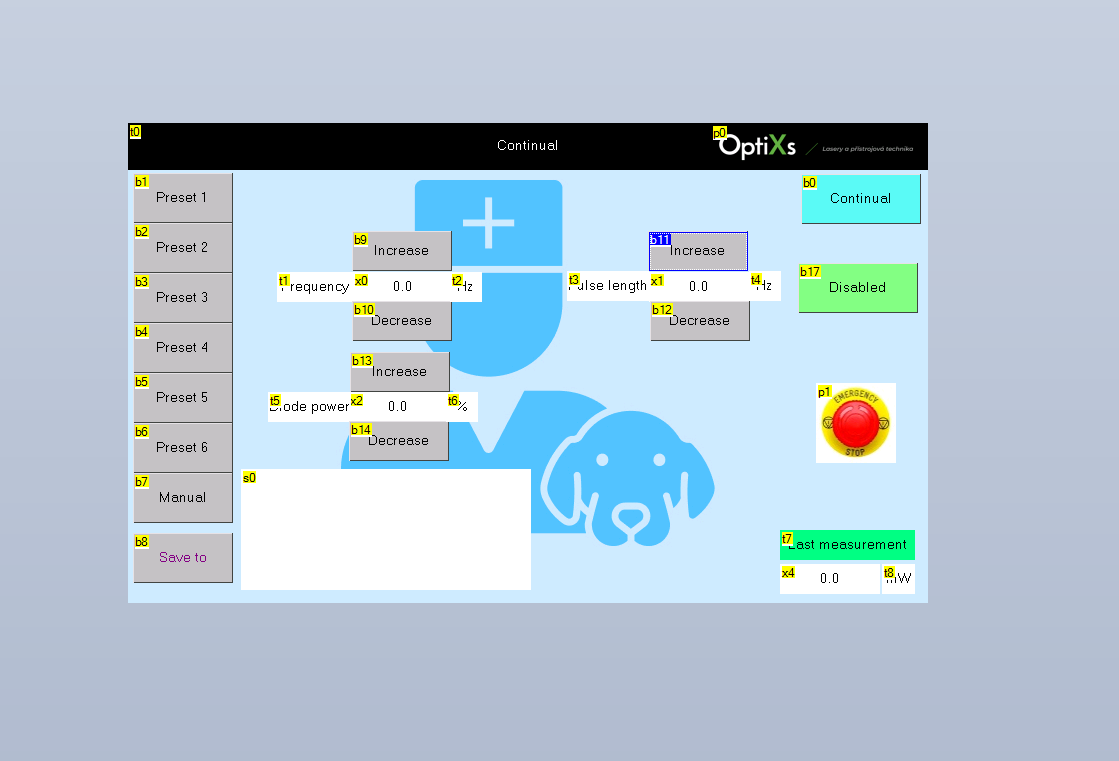 t0
Continual
p0
OptiXs
Lasery a přístrojová technika
b1
Preset 1
b0
Continual
b2
Preset 2
b9
Increase
b11
Increase
b3
Preset 3
t1
Frequency
x0
0.0
t2
Hz
t3
Pulse length
x1
0.0
t4
Hz
b17
Disabled
b10
Decrease
b12
Decrease
b4
Preset 4
b13
Increase
b5
Preset 5
t5
Diode power
x2
0.0
t6
%
p1
EMERGENCY
STOP
b6
Preset 6
b14
Decrease
b7
Manual
s0
b8
Save to
t7
Last measurement
x4
0.0
t8
mW